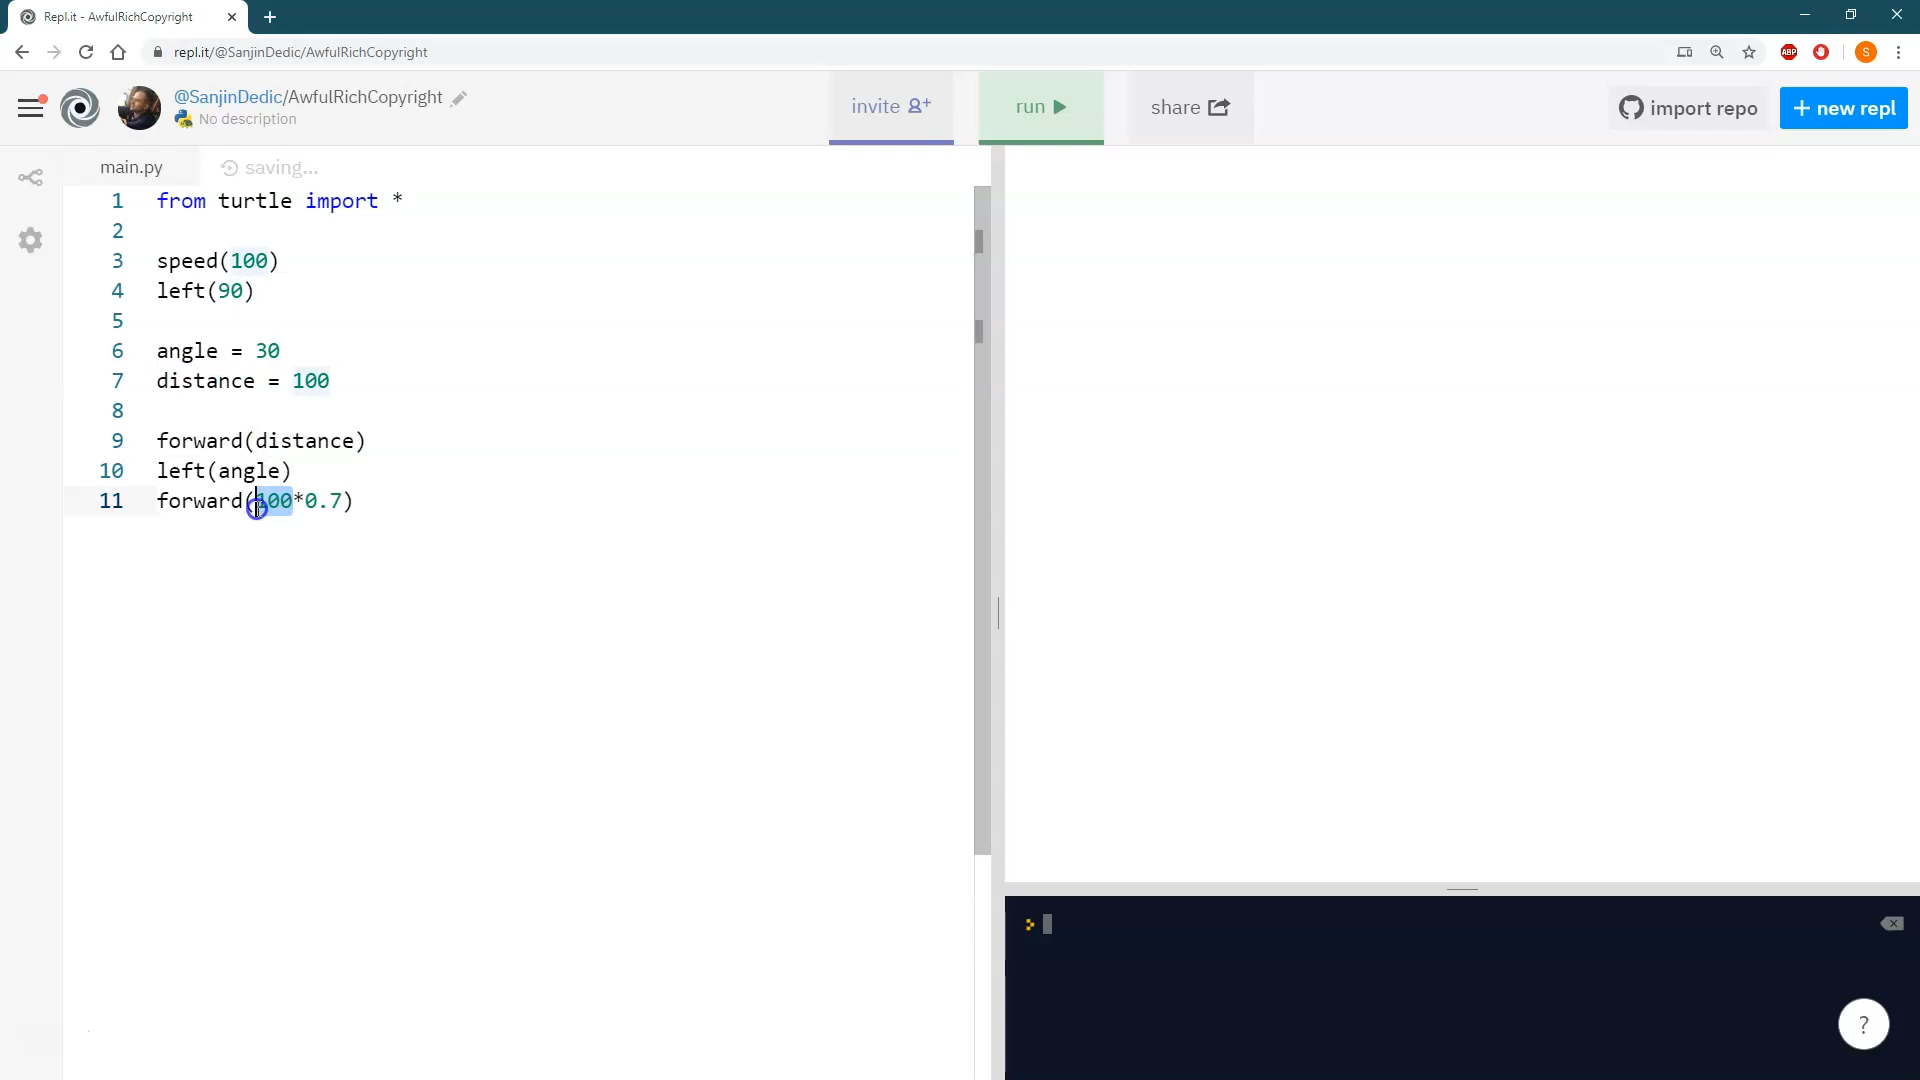 Repl.it - AwfulRichCopyright
repl.it/@SanjinDedic/AwfulRichCopyright
ABP
S
@SanjinDedic/AwfulRichCopyright
No description
invite
run
share
import repo
+ new repl
main.py
saving...
1 from turtle import *
2
3 speed(100)
4 left(90)
5
6 angle = 30
7 distance = 100
8
9 forward(distance)
10 left(angle)
11 forward(100*0.7)
?